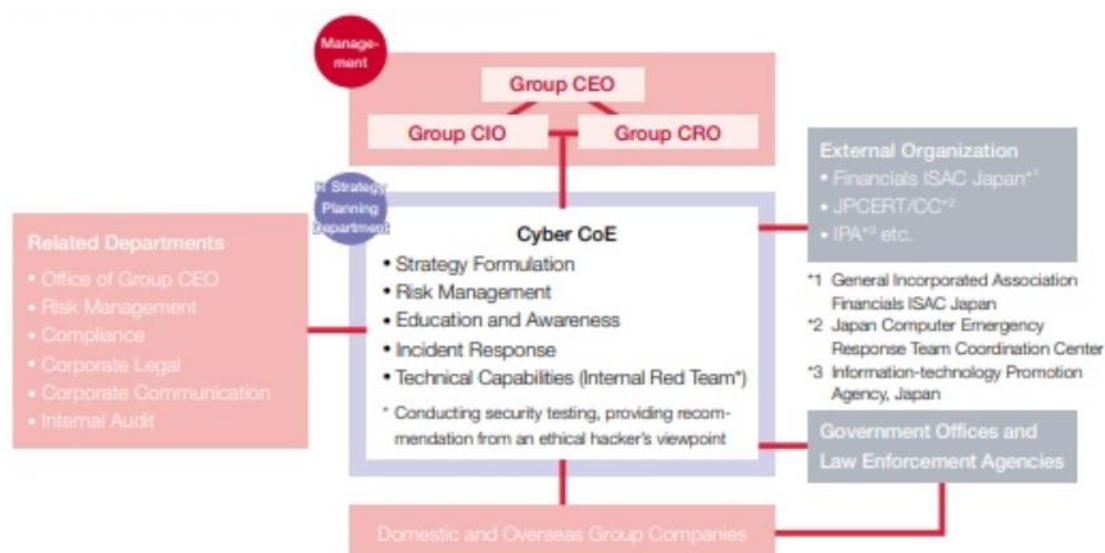 Manage-
ment
Group CEO
Group CIO
Group CRO
External Organization
• Financials ISAC Japan*1
• JPCERT/CC*2
• IPA*3 etc.
*1 General Incorporated Association
Financials ISAC Japan
*2 Japan Computer Emergency
Response Team Coordination Center
*3 Information-technology Promotion
Agency, Japan
Strategy
Planning
Department
Related Departments
• Office of Group CEO
• Risk Management
• Compliance
• Corporate Legal
• Corporate Communication
• Internal Audit
Cyber CoE
• Strategy Formulation
• Risk Management
• Education and Awareness
• Incident Response
• Technical Capabilities (Internal Red Team*)
* Conducting security testing, providing recom-
mendation from an ethical hacker's viewpoint
Government Offices and
Law Enforcement Agencies
Domestic and Overseas Group Companies